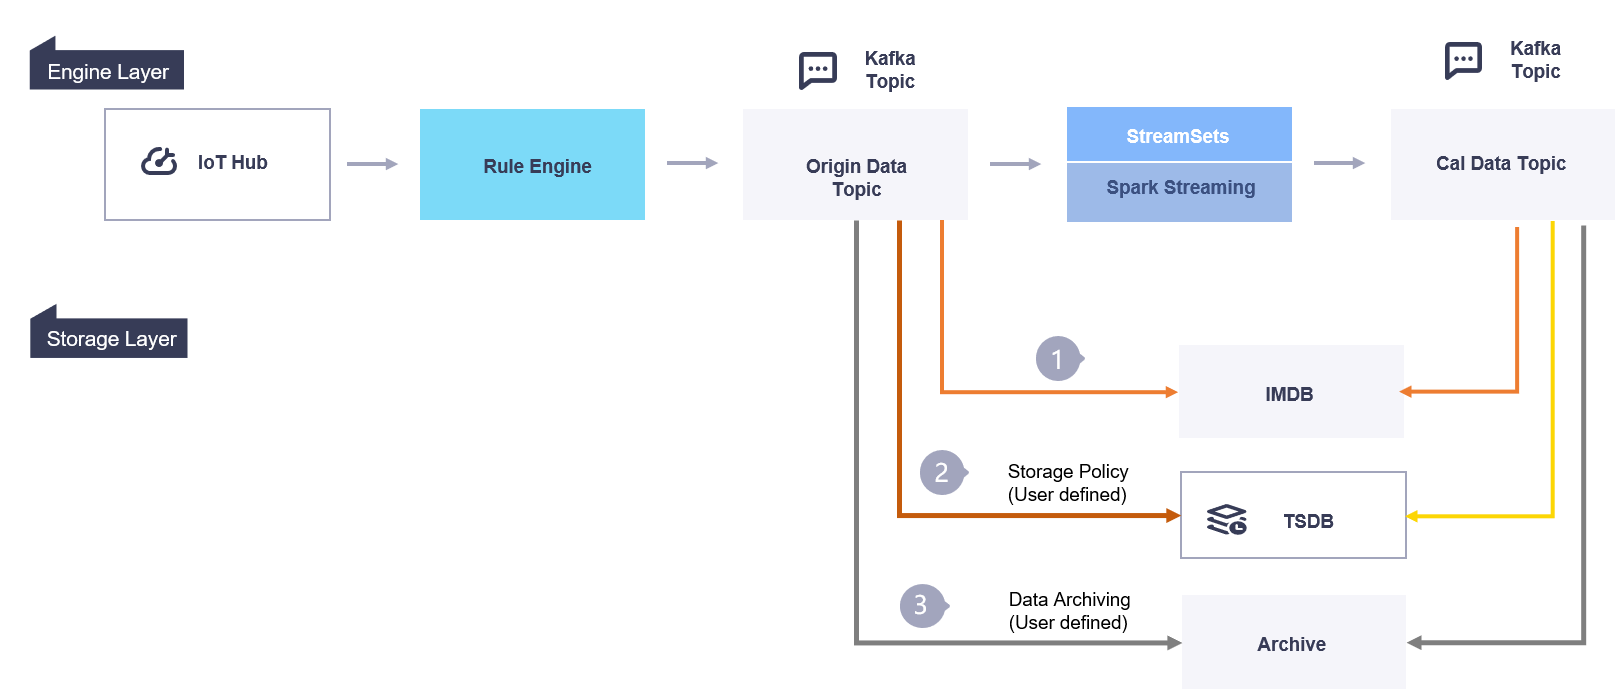 Engine Layer
Kafka
Topic
Kafka
Topic
IoT Hub
Rule Engine
Origin Data
Topic
StreamSets
Spark Streaming
Cal Data Topic
Storage Layer
1
IMDB
2
Storage Policy
(User defined)
TSDB
3
Data Archiving
(User defined)
Archive